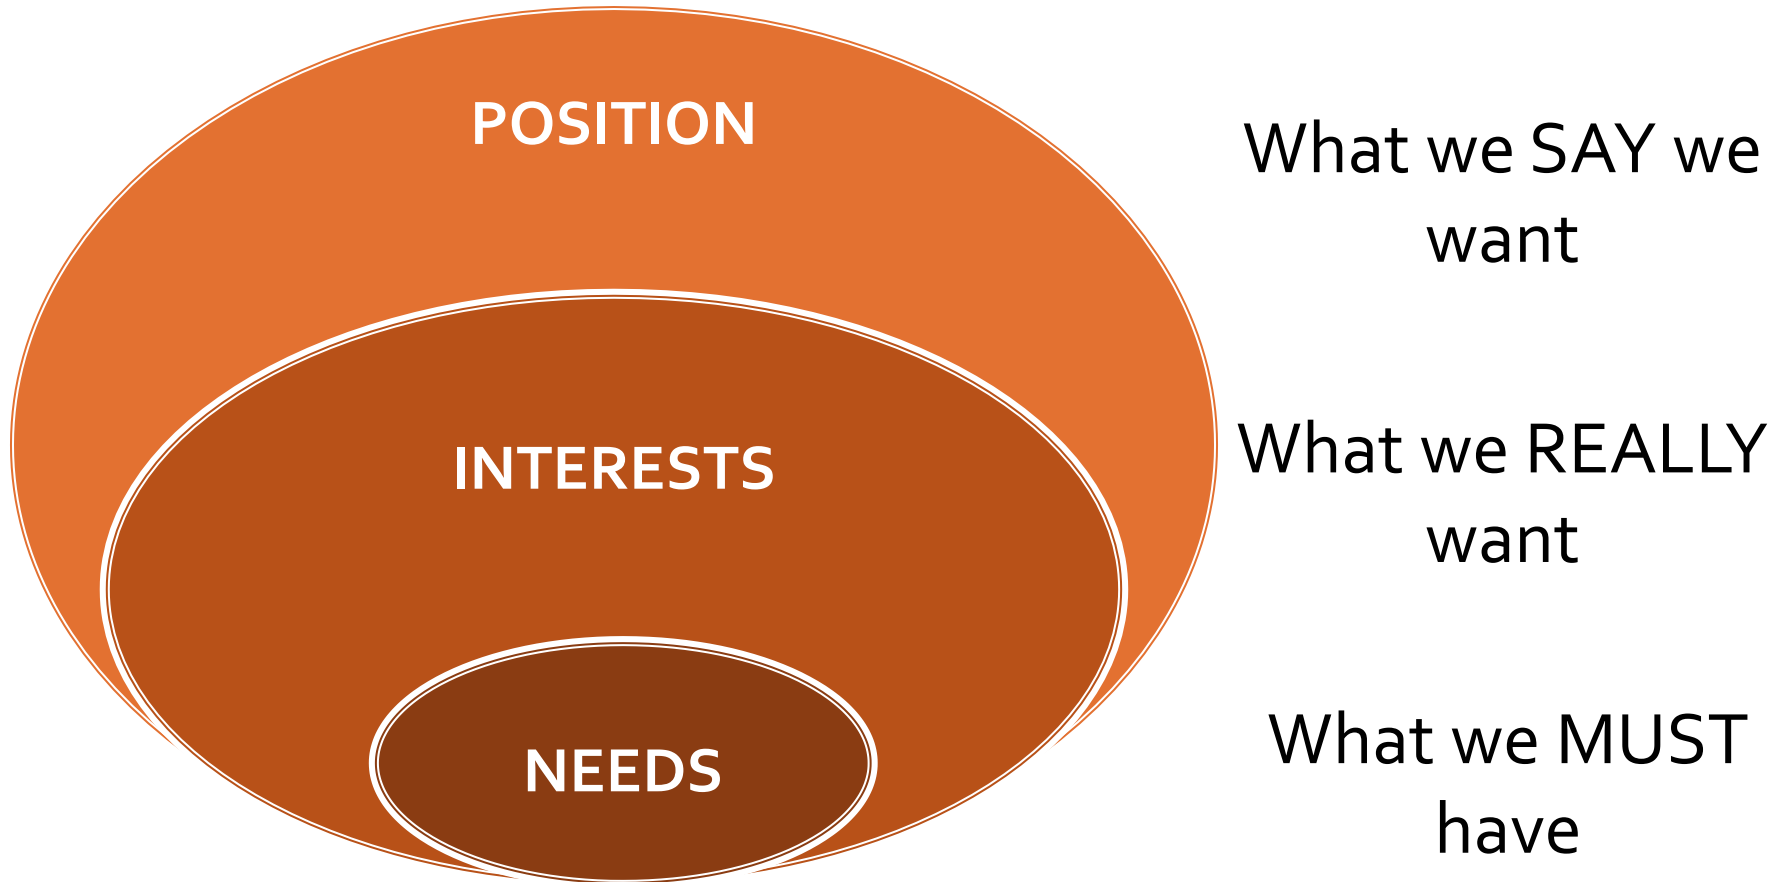 POSITION
What we SAY we
want
INTERESTS
What we REALLY
want
NEEDS
What we MUST
have